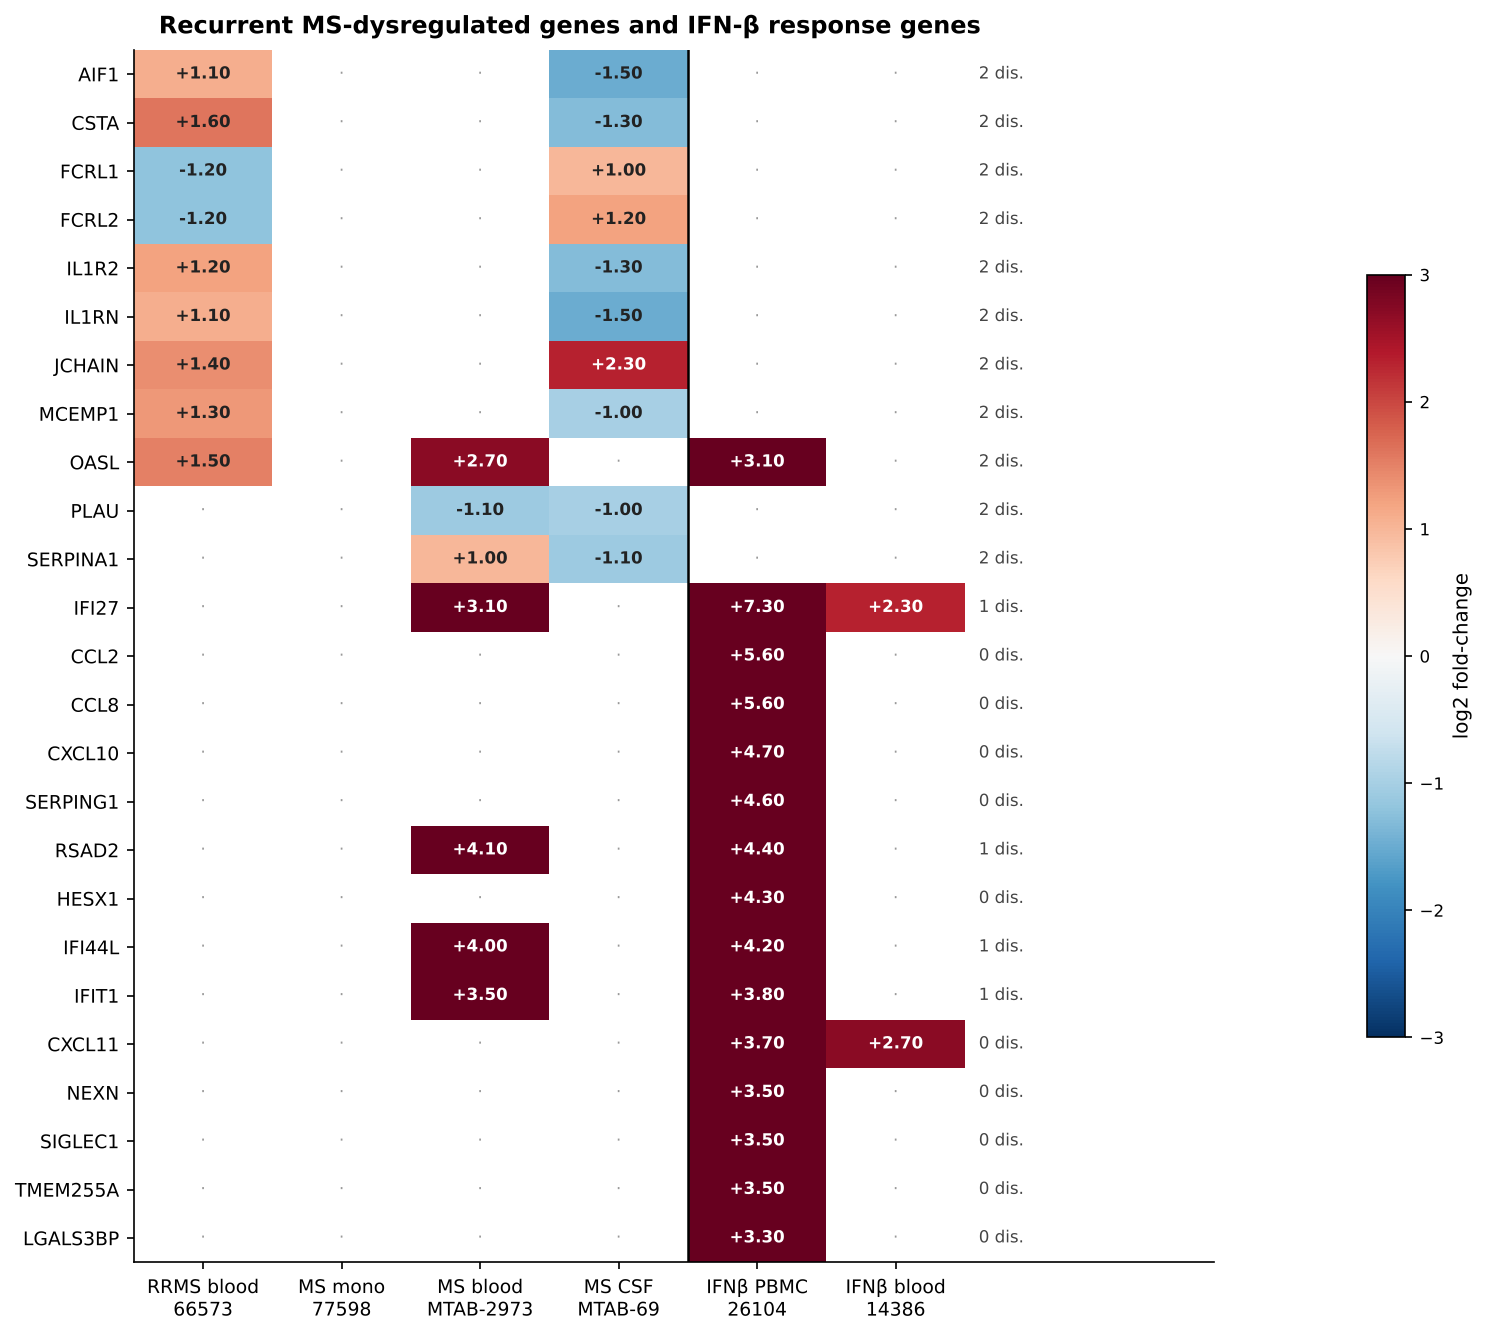 Recurrent MS-dysregulated genes and IFN-β response genes
AIF1 +1.10 · · -1.50 · · 2 dis.
CSTA +1.60 · · -1.30 · · 2 dis.
FCRL1 -1.20 · · +1.00 · · 2 dis.
FCRL2 -1.20 · · +1.20 · · 2 dis.
IL1R2 +1.20 · · -1.30 · · 2 dis.
IL1RN +1.10 · · -1.50 · · 2 dis.
JCHAIN +1.40 · · +2.30 · · 2 dis.
MCEMP1 +1.30 · · -1.00 · · 2 dis.
OASL +1.50 · +2.70 · +3.10 · 2 dis.
PLAU · · -1.10 -1.00 · · 2 dis.
SERPINA1 · · +1.00 -1.10 · · 2 dis.
IFI27 · · +3.10 · +7.30 +2.30 1 dis.
CCL2 · · · · +5.60 · 0 dis.
CCL8 · · · · +5.60 · 0 dis.
CXCL10 · · · · +4.70 · 0 dis.
SERPING1 · · · · +4.60 · 0 dis.
RSAD2 · · +4.10 · +4.40 · 1 dis.
HESX1 · · · · +4.30 · 0 dis.
IFI44L · · +4.00 · +4.20 · 1 dis.
IFIT1 · · +3.50 · +3.80 · 1 dis.
CXCL11 · · · · +3.70 +2.70 0 dis.
NEXN · · · · +3.50 · 0 dis.
SIGLEC1 · · · · +3.50 · 0 dis.
TMEM255A · · · · +3.50 · 0 dis.
LGALS3BP · · · · +3.30 · 0 dis.
RRMS blood MS mono MS blood MS CSF IFNβ PBMC IFNβ blood
66573 77598 MTAB-2973 MTAB-69 26104 14386
3
2
1
0
−1
−2
−3
log2 fold-change